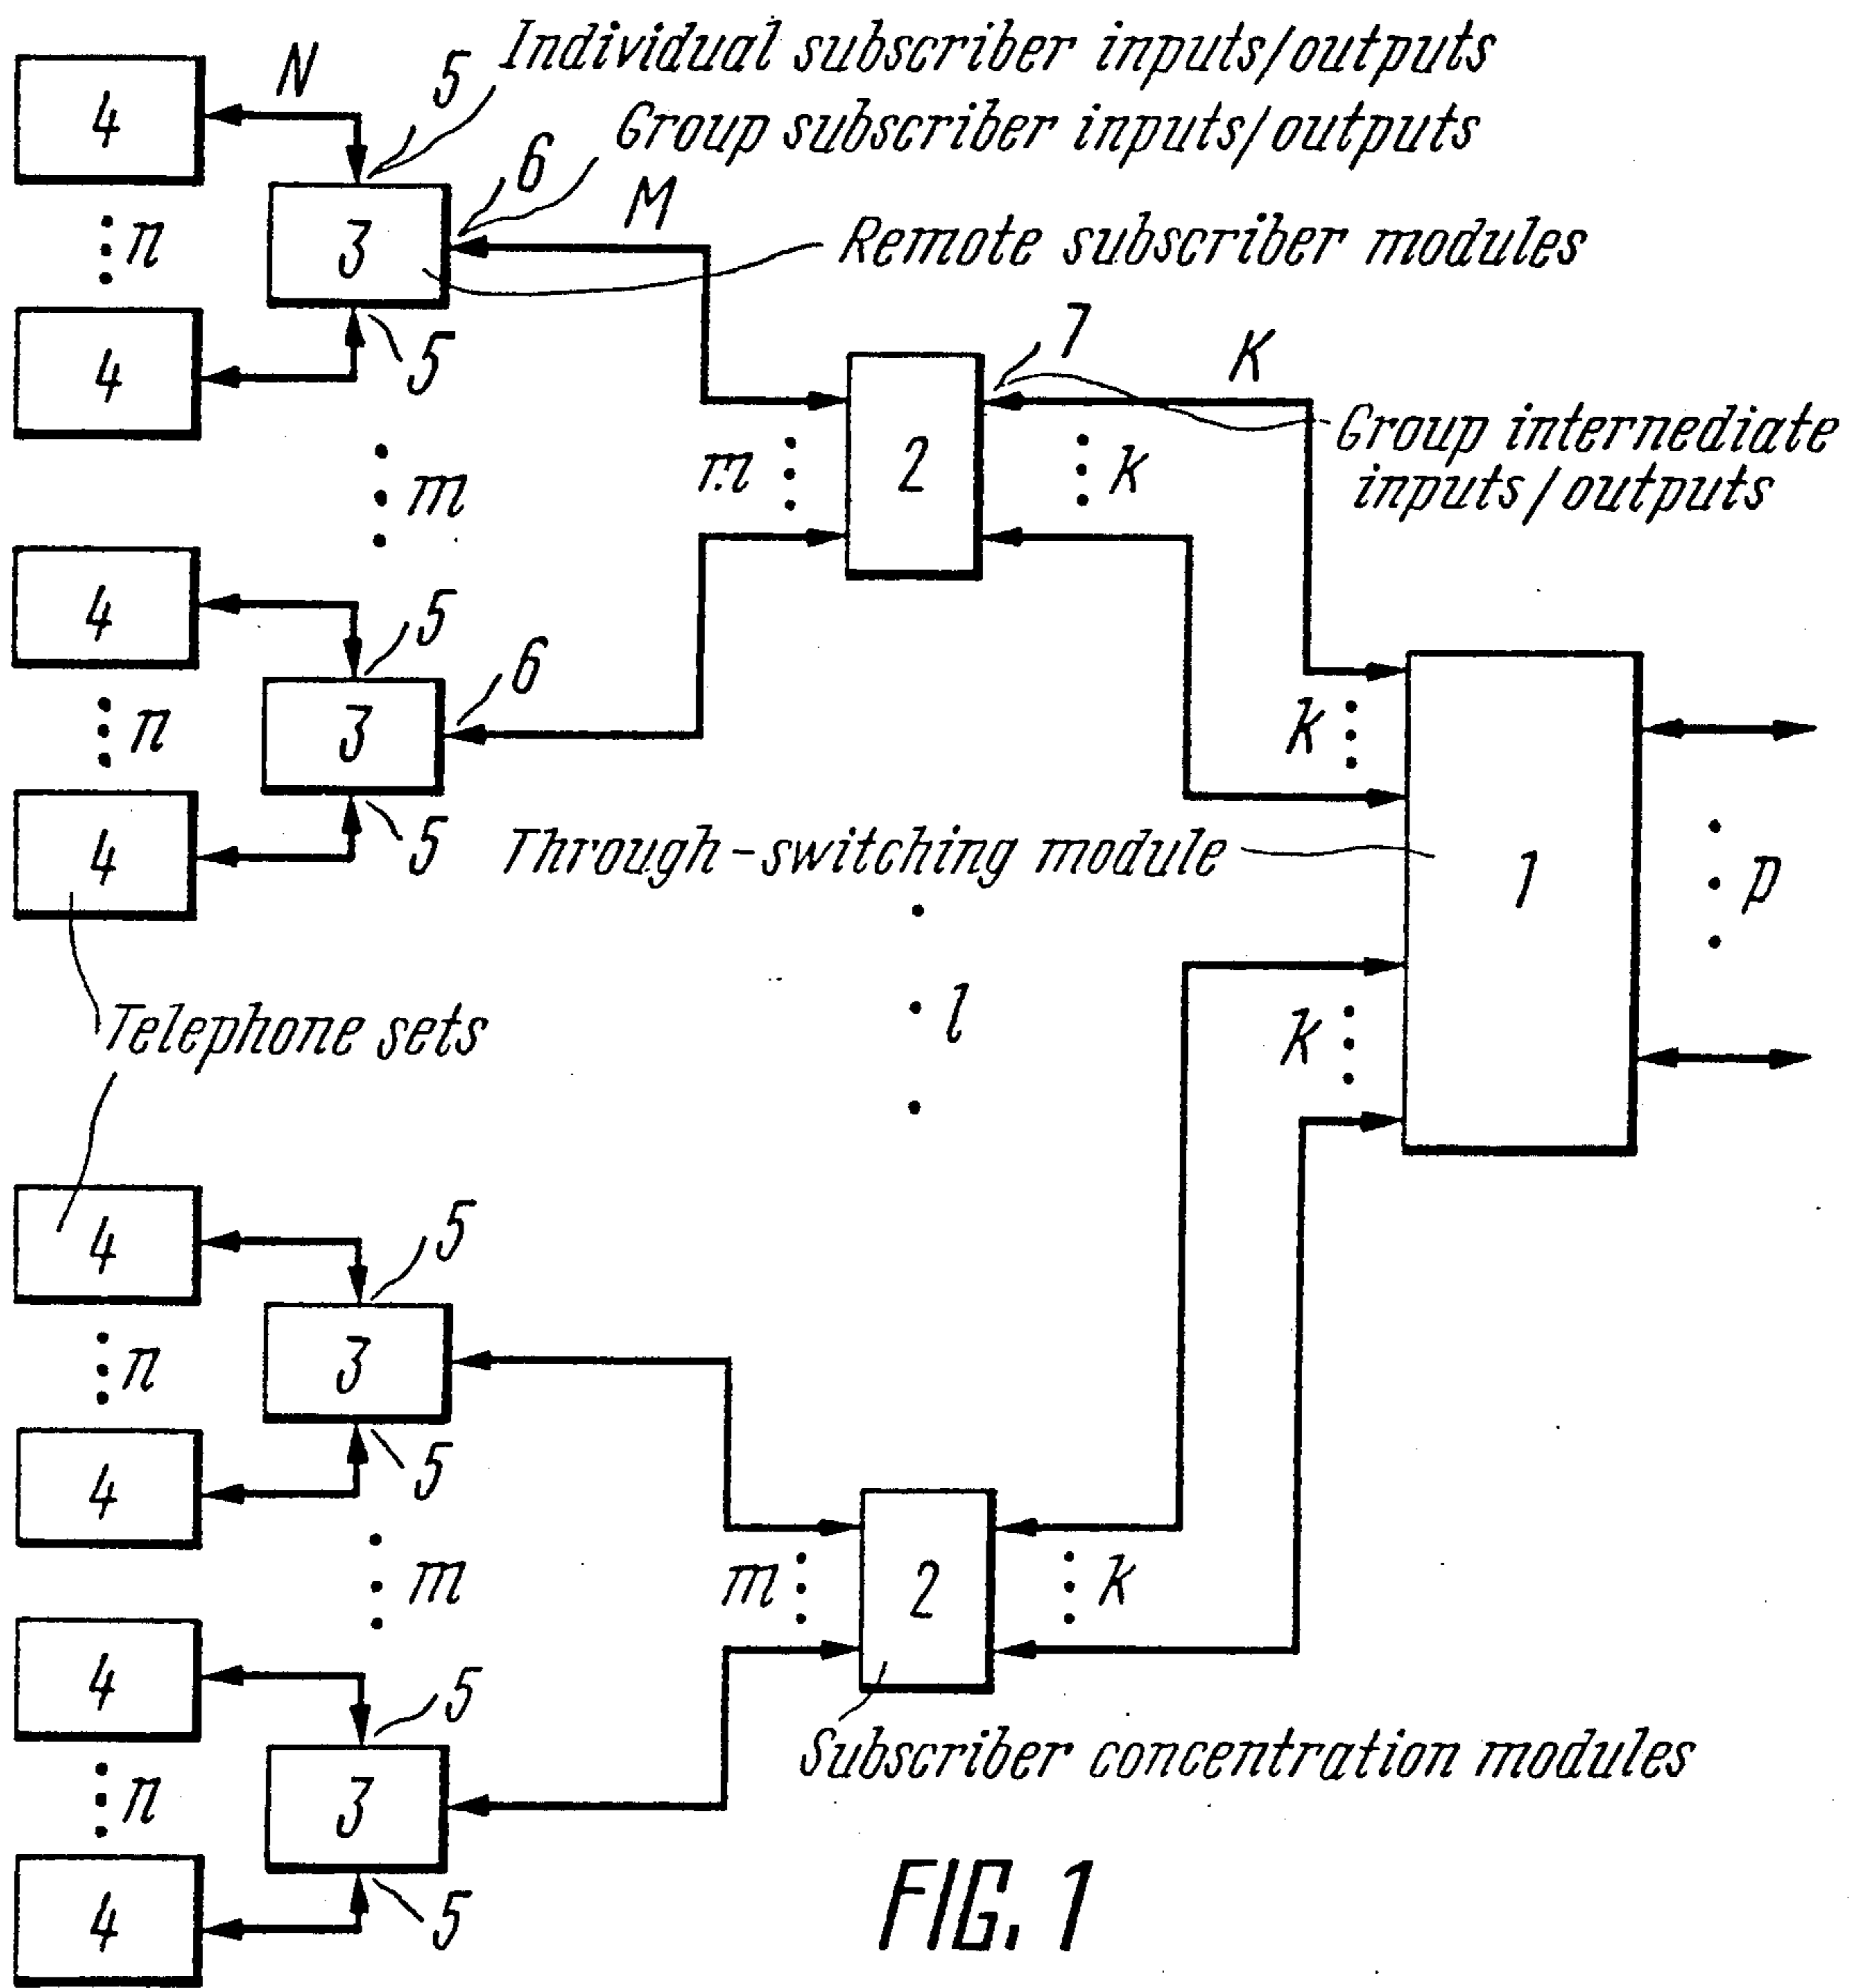 N
5
Individual subscriber inputs/outputs
4
6
Group subscriber inputs/outputs
M
n
3
Remote subscriber modules
4
5
7
K
m
m
2
k
Group internediate
inputs/outputs
4
5
6
n
3
k
4
5
Through-switching module
1
p
l
k
Telephone sets
4
5
n
3
4
5
m
m
2
k
4
5
Subscriber concentration modules
n
3
4
5
FIG. 1